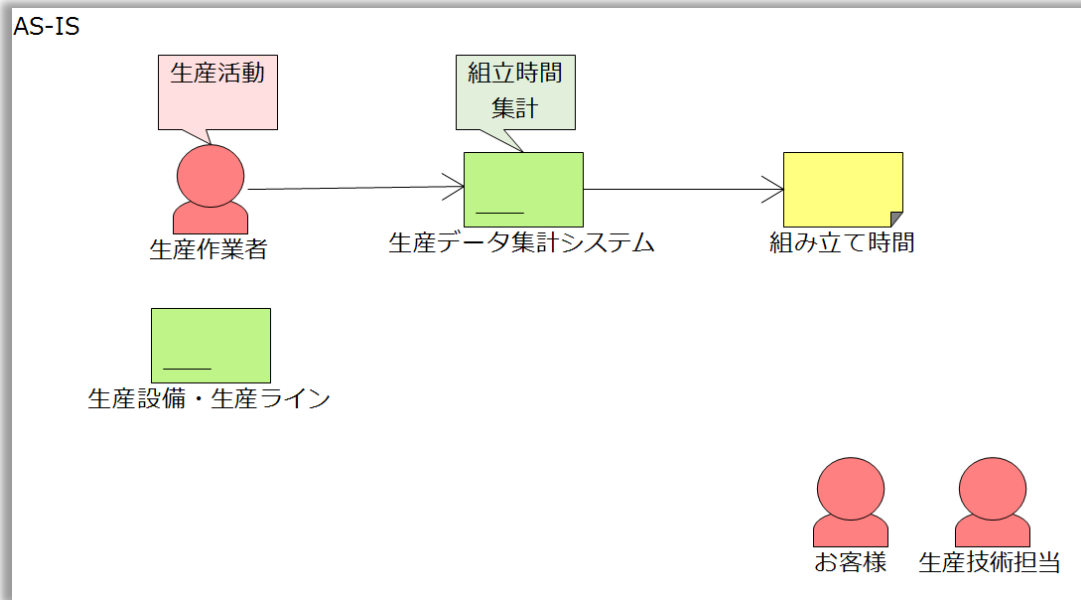 AS-IS
生産活動
組立時間
集計
生産作業者
生産データ集計システム
組み立て時間
生産設備・生産ライン
お客様
生産技術担当